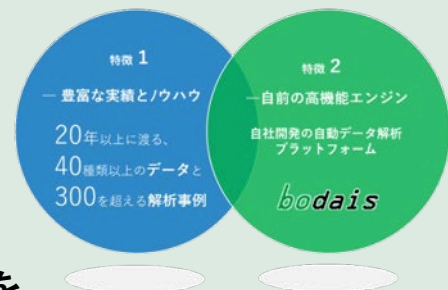 特徴 1
― 豊富な実績とノウハウ
20年以上に渡る、
40種類以上のデータと
300を超える解析事例
特徴 2
―自前の高機能エンジン
自社開発の自動データ解析
プラットフォーム
bodais
を